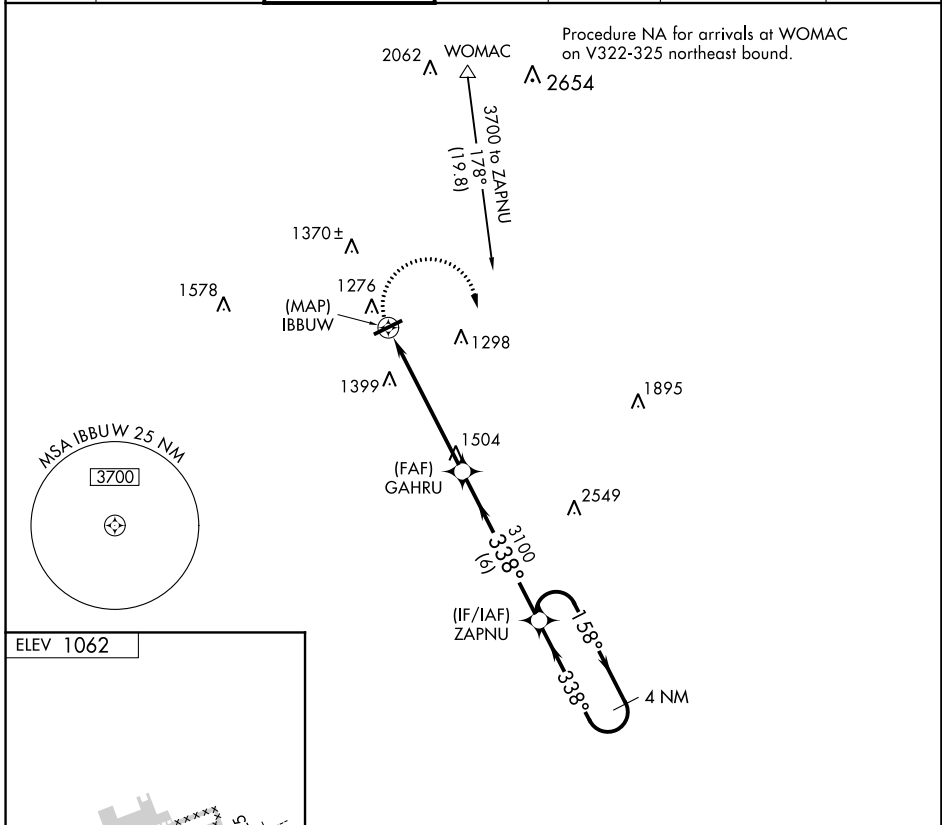 Procedure NA for arrivals at WOMAC
on V322-325 northeast bound.
2062
WOMAC
2654
3700 to ZAPNU
178°
(19.8)
1370±
1578
1276
(MAP)
IBBUW
1298
1399
1895
MSA IBBUW 25 NM
3700
1504
(FAF)
GAHRU
2549
3100
338°
(6)
(IF/IAF)
ZAPNU
158°
338°
4 NM
ELEV 1062